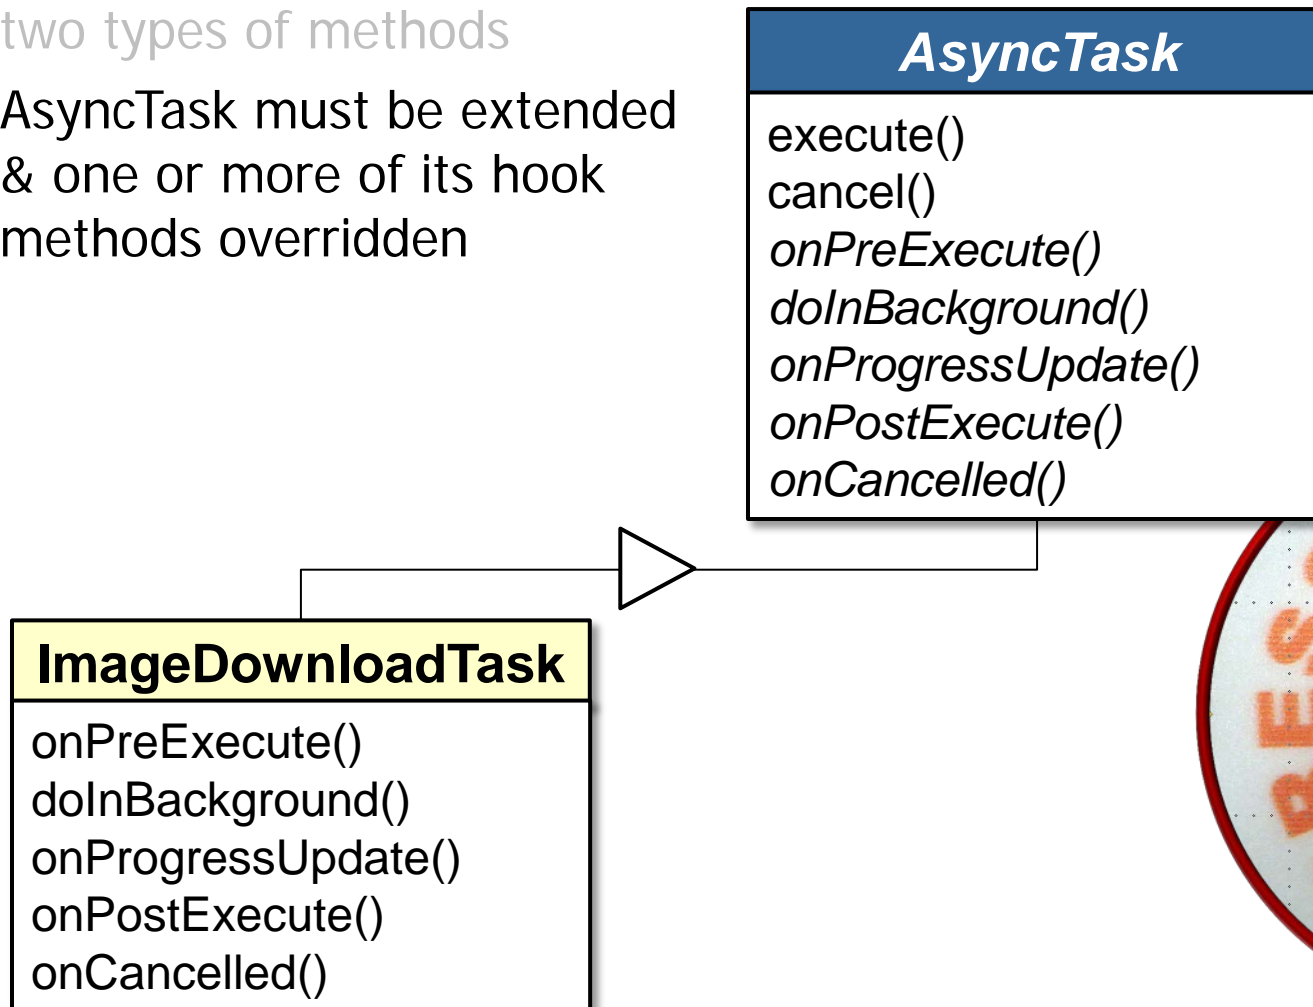 two types of methods
AsyncTask must be extended
& one or more of its hook
methods overridden
AsyncTask
execute()
cancel()
onPreExecute()
doInBackground()
onProgressUpdate()
onPostExecute()
onCancelled()
ImageDownloadTask
onPreExecute()
doInBackground()
onProgressUpdate()
onPostExecute()
onCancelled()